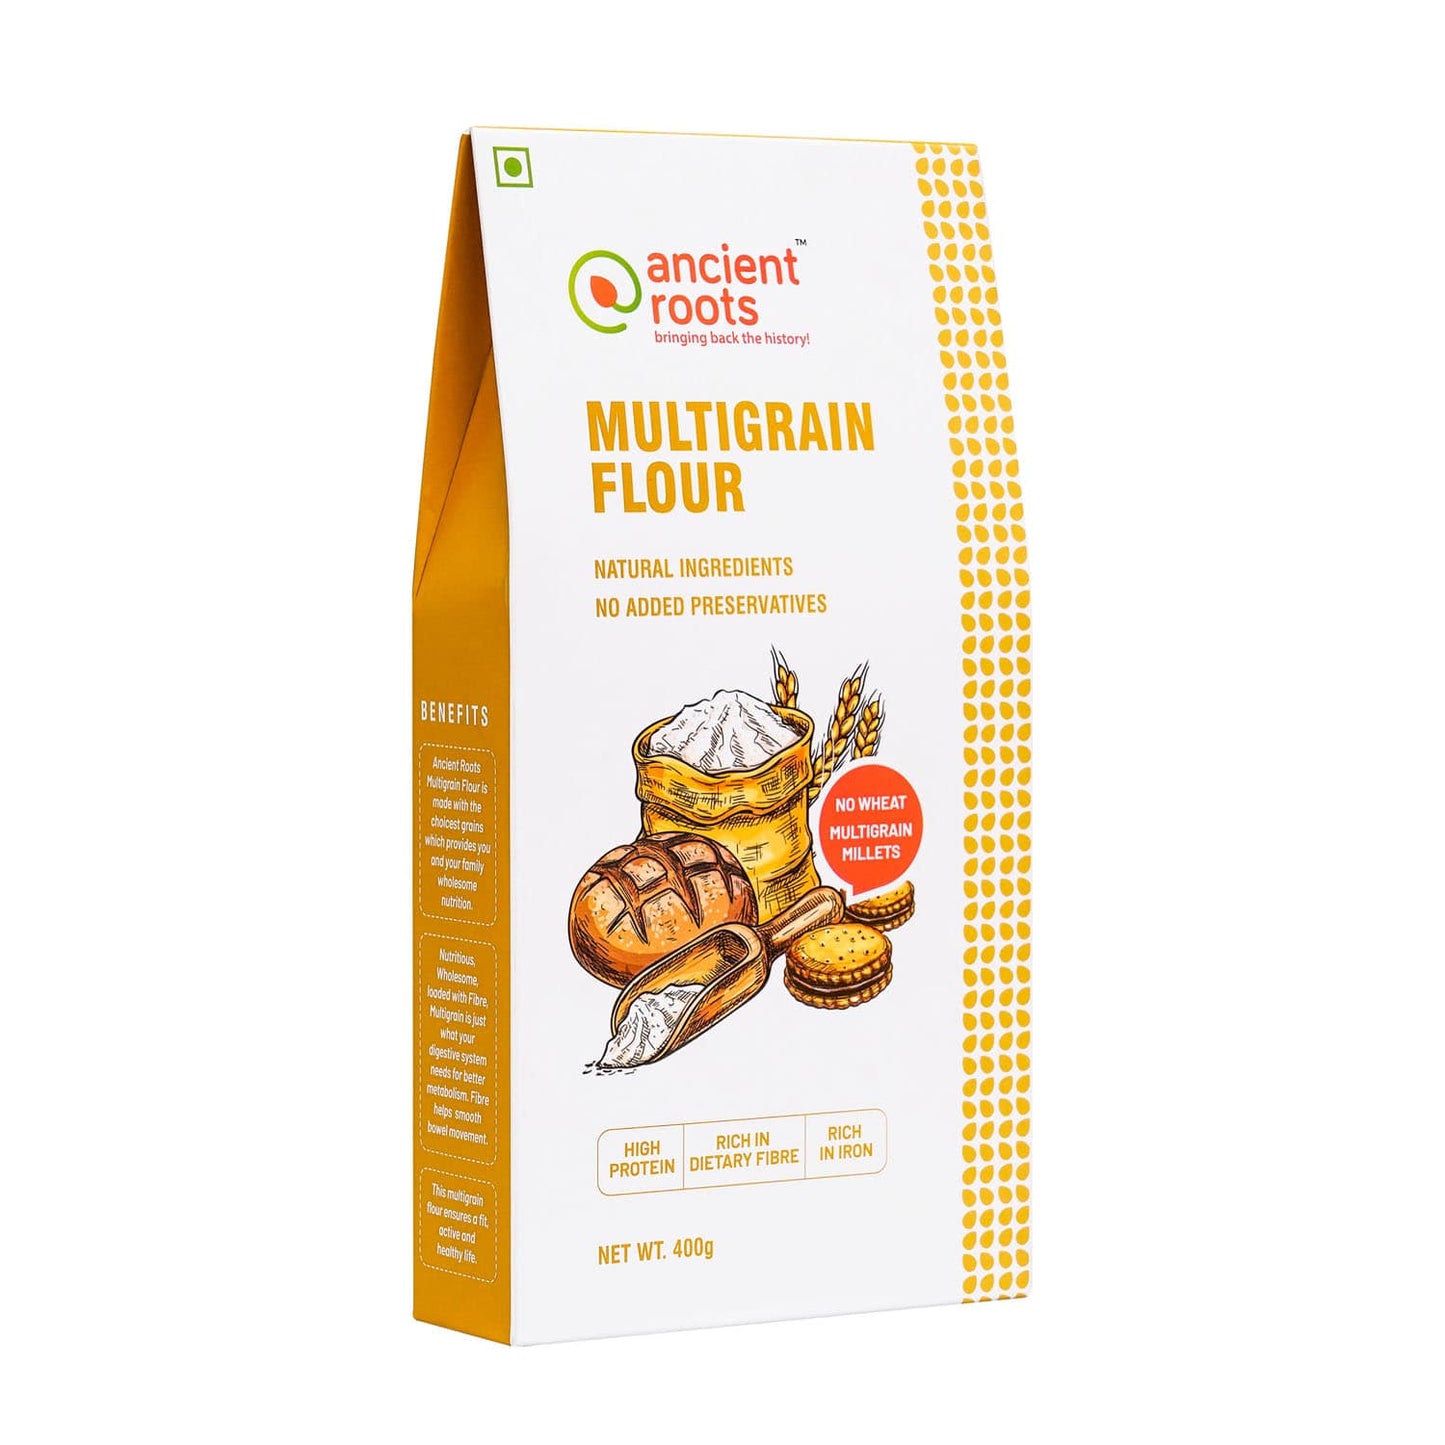 ancient™
roots
bringing back the history!
MULTIGRAIN
FLOUR
NATURAL INGREDIENTS
NO ADDED PRESERVATIVES
NO WHEAT
MULTIGRAIN
MILLETS
HIGH
PROTEIN
RICH IN
DIETARY FIBRE
RICH
IN IRON
NET WT. 400g
BENEFITS
Ancient Roots
Multigrain Flour is
made with the
choicest grains
which provides you
and your family
wholesome
nutrition.
Nutritious,
Wholesome,
loaded with Fibre,
Multigrain is just
what your
digestive system
needs for better
metabolism. Fibre
helps smooth
bowel movement.
This multigrain
flour ensures a fit,
active and
healthy life.